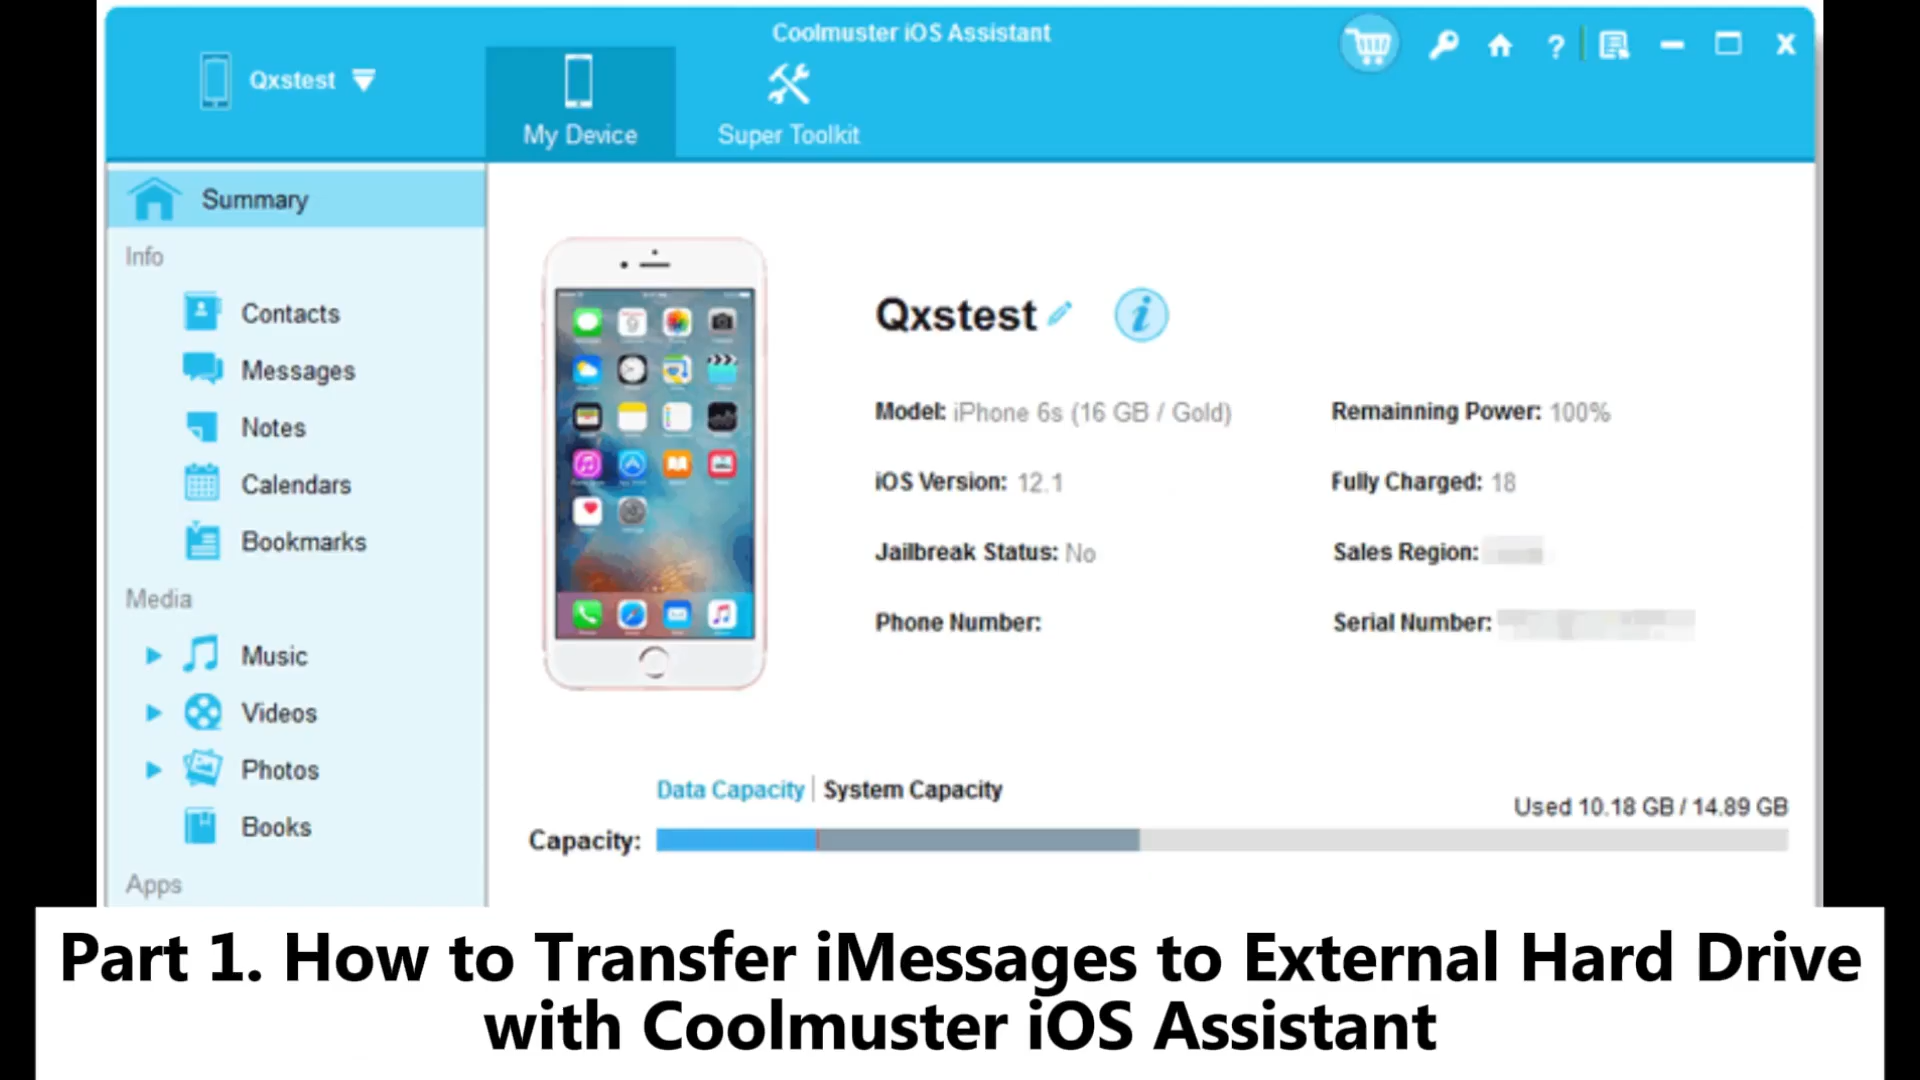 Coolmuster iOS Assistant
Qxstest
My Device
Super Toolkit
?
Summary
Info
Contacts
Messages
Notes
Calendars
Bookmarks
Media
Music
Videos
Photos
Books
Apps
Qxstest
Model: iPhone 6s (16 GB / Gold)
Remainning Power: 100%
iOS Version: 12.1
Fully Charged: 18
Jailbreak Status: No
Sales Region:
Phone Number:
Serial Number:
Data Capacity | System Capacity
Used 10.18 GB / 14.89 GB
Capacity:
Part 1. How to Transfer iMessages to External Hard Drive
with Coolmuster iOS Assistant